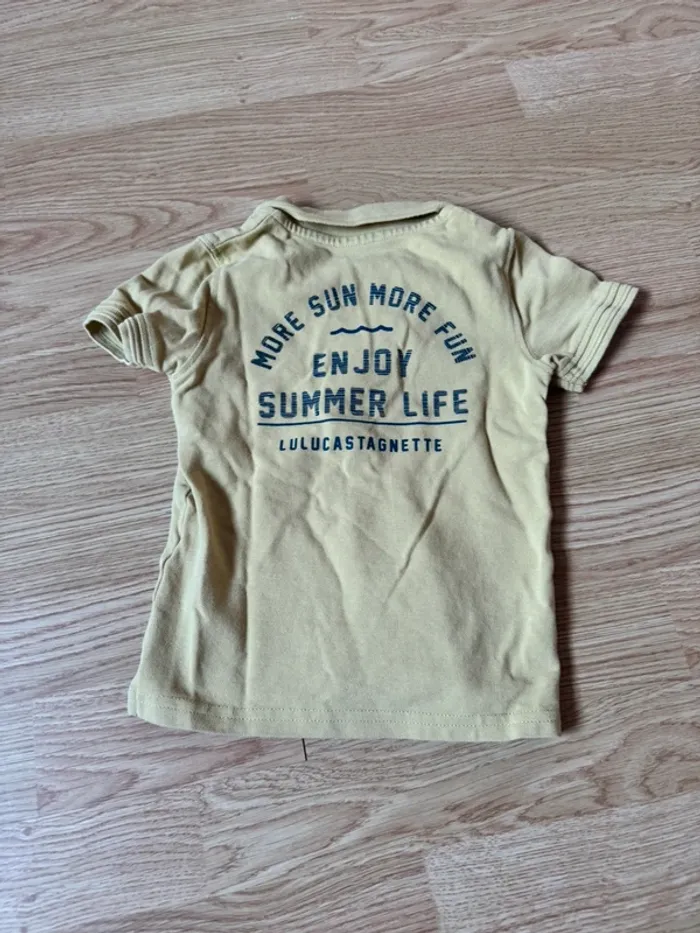 MORE SUN MORE FUN
ENJOY
SUMMER LIFE
LULUCASTAGNETTE